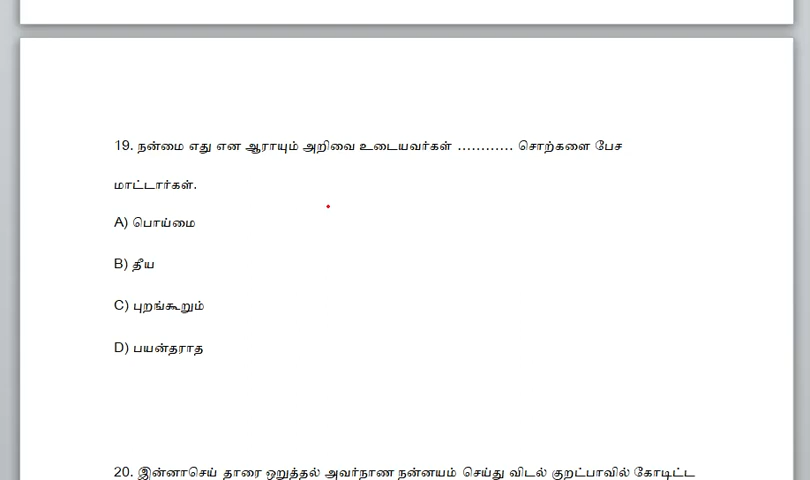 19. நன்மை எது என ஆராயும் அறிவை உடையவர்கள் ............ சொற்களை பேச
மாட்டார்கள்.
A) பொய்மை
B) தீய
C) புறங்கூறும்
D) பயன்தராத
20. இன்னாசெய் தாரை ஒறுத்தல் அவர்நாண நன்னயம் செய்து விடல் குறட்பாவில் கோடிட்ட